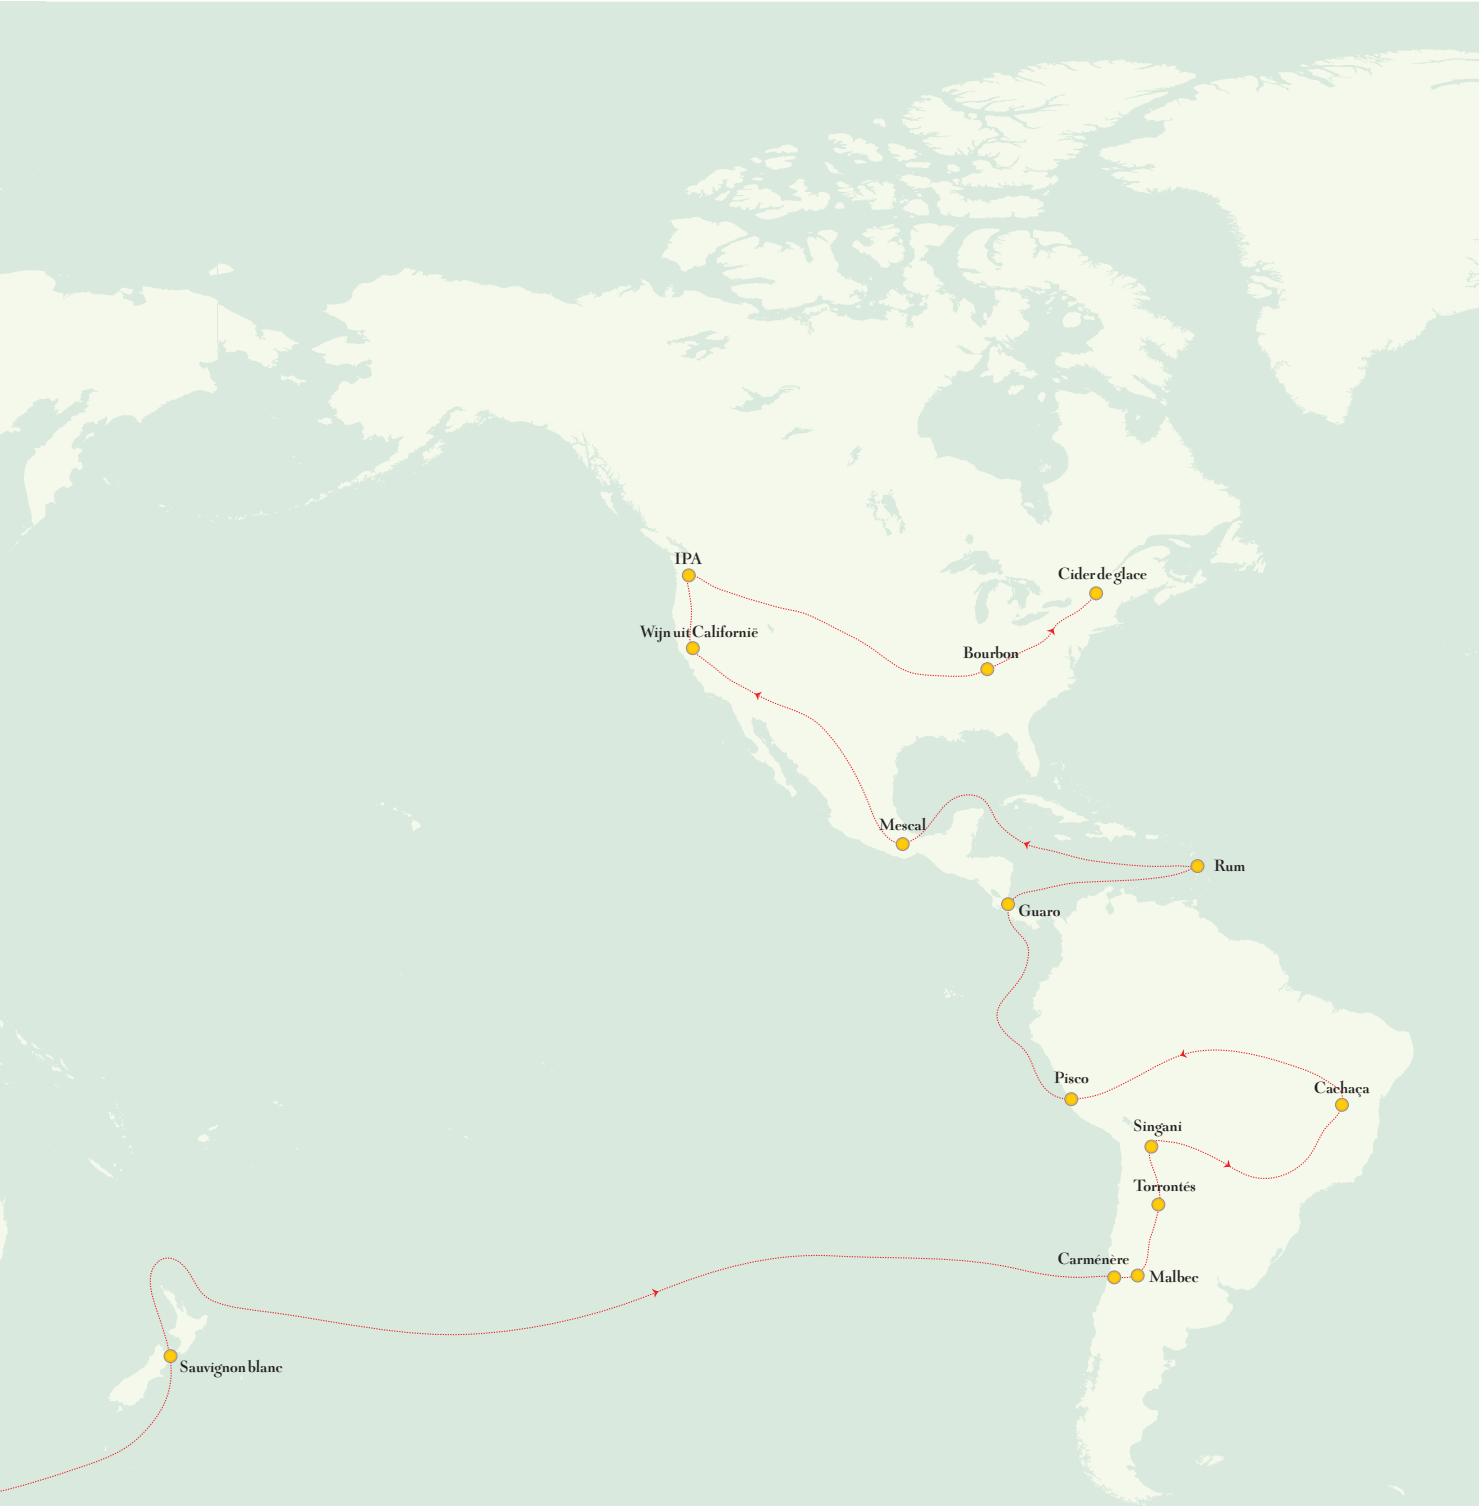 IPA
Cider de glace
Wijn uit Californië
Bourbon
Mescal
Rum
Guaro
Pisco
Cachaça
Singani
Torrontés
Carménère
Malbec
Sauvignon blanc